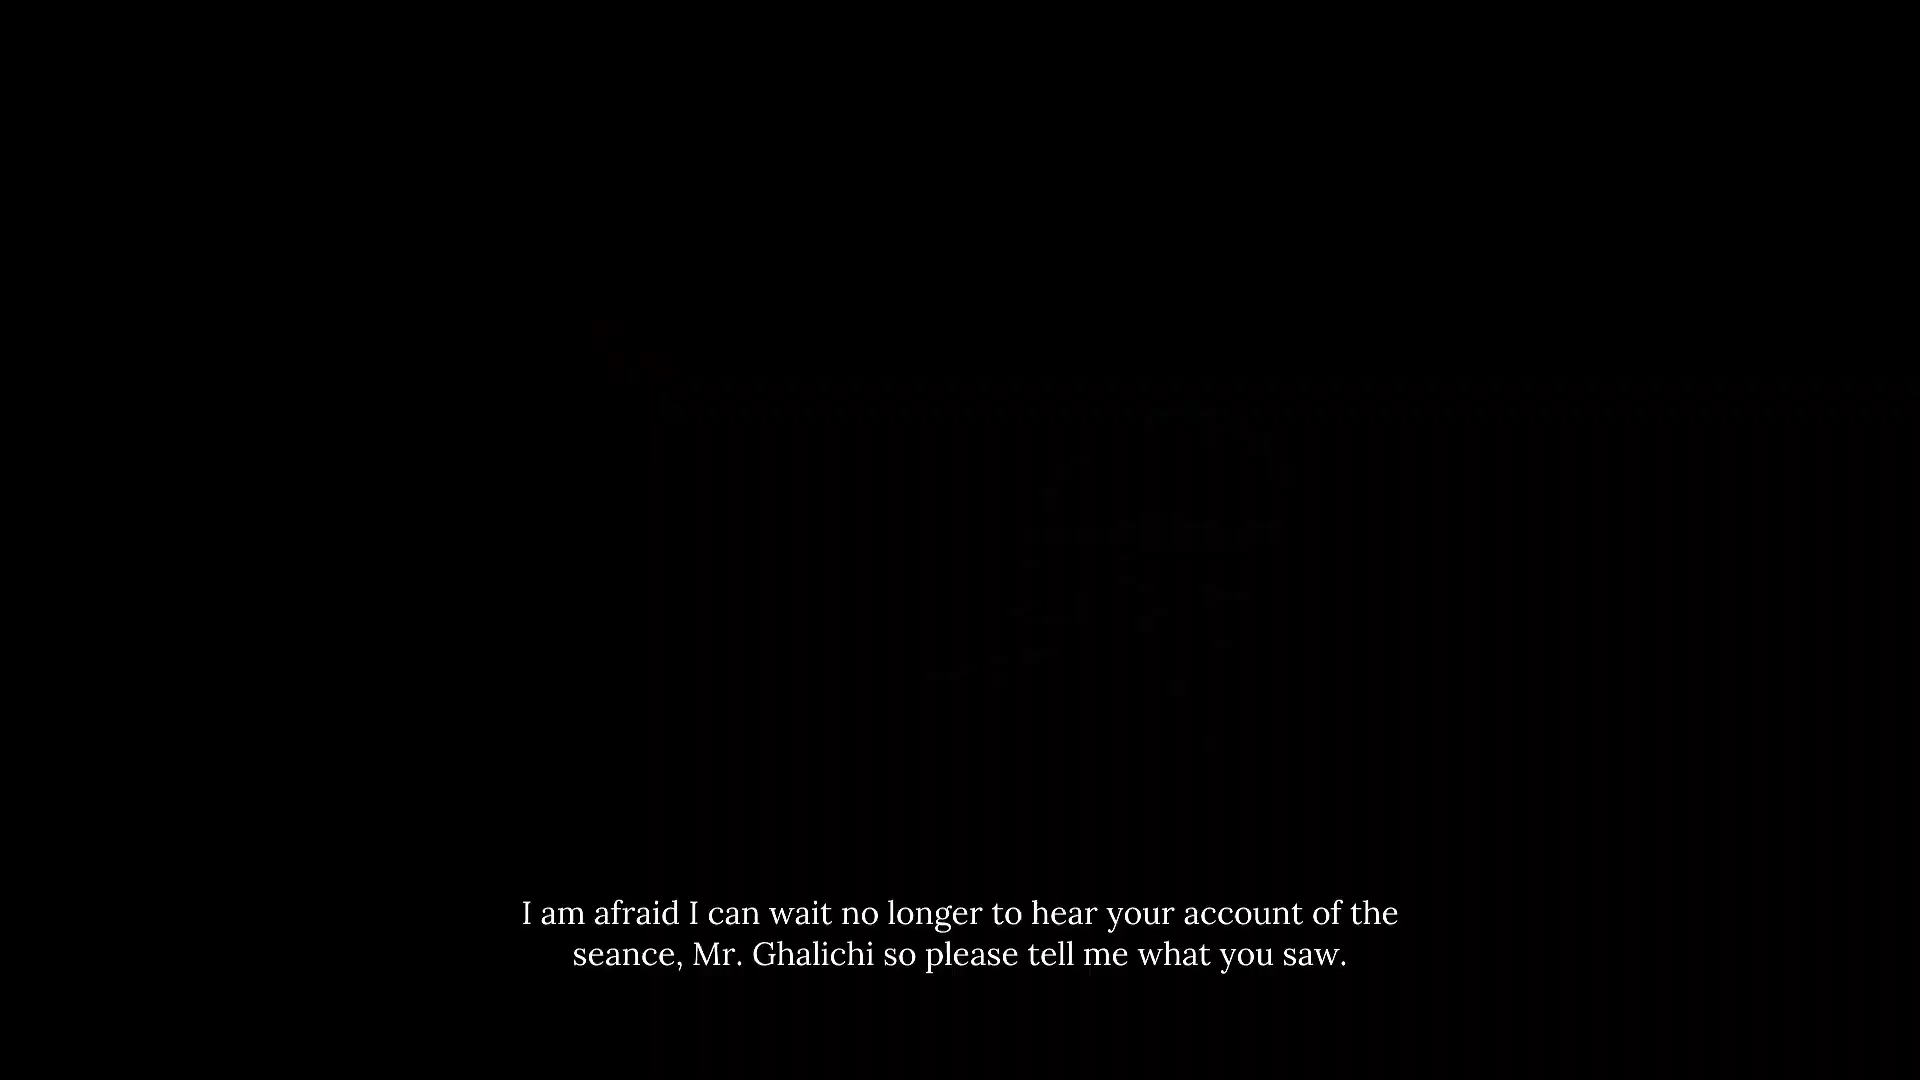 I am afraid I can wait no longer to hear your account of the
seance, Mr. Ghalichi so please tell me what you saw.